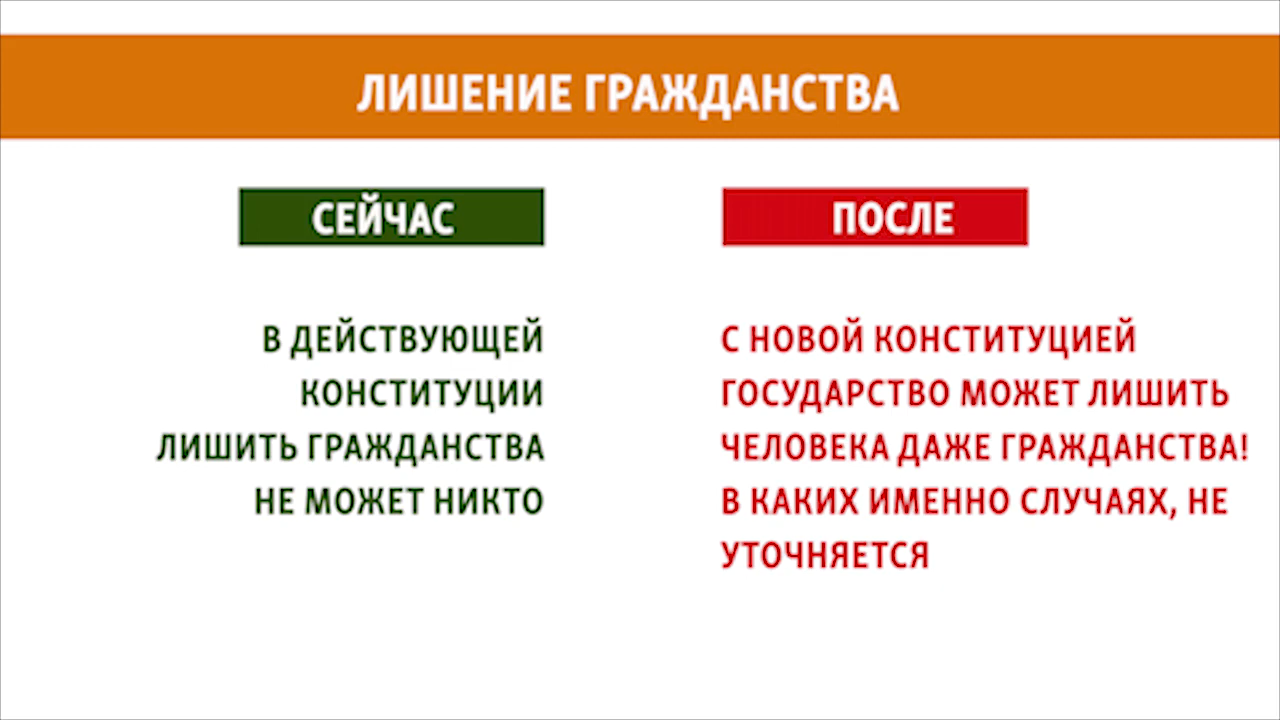 ЛИШЕНИЕ ГРАЖДАНСТВА
СЕЙЧАС
В ДЕЙСТВУЮЩЕЙ
КОНСТИТУЦИИ
ЛИШИТЬ ГРАЖДАНСТВА
НЕ МОЖЕТ НИКТО
ПОСЛЕ
С НОВОЙ КОНСТИТУЦИЕЙ
ГОСУДАРСТВО МОЖЕТ ЛИШИТЬ
ЧЕЛОВЕКА ДАЖЕ ГРАЖДАНСТВА!
В КАКИХ ИМЕННО СЛУЧАЯХ, НЕ
УТОЧНЯЕТСЯ